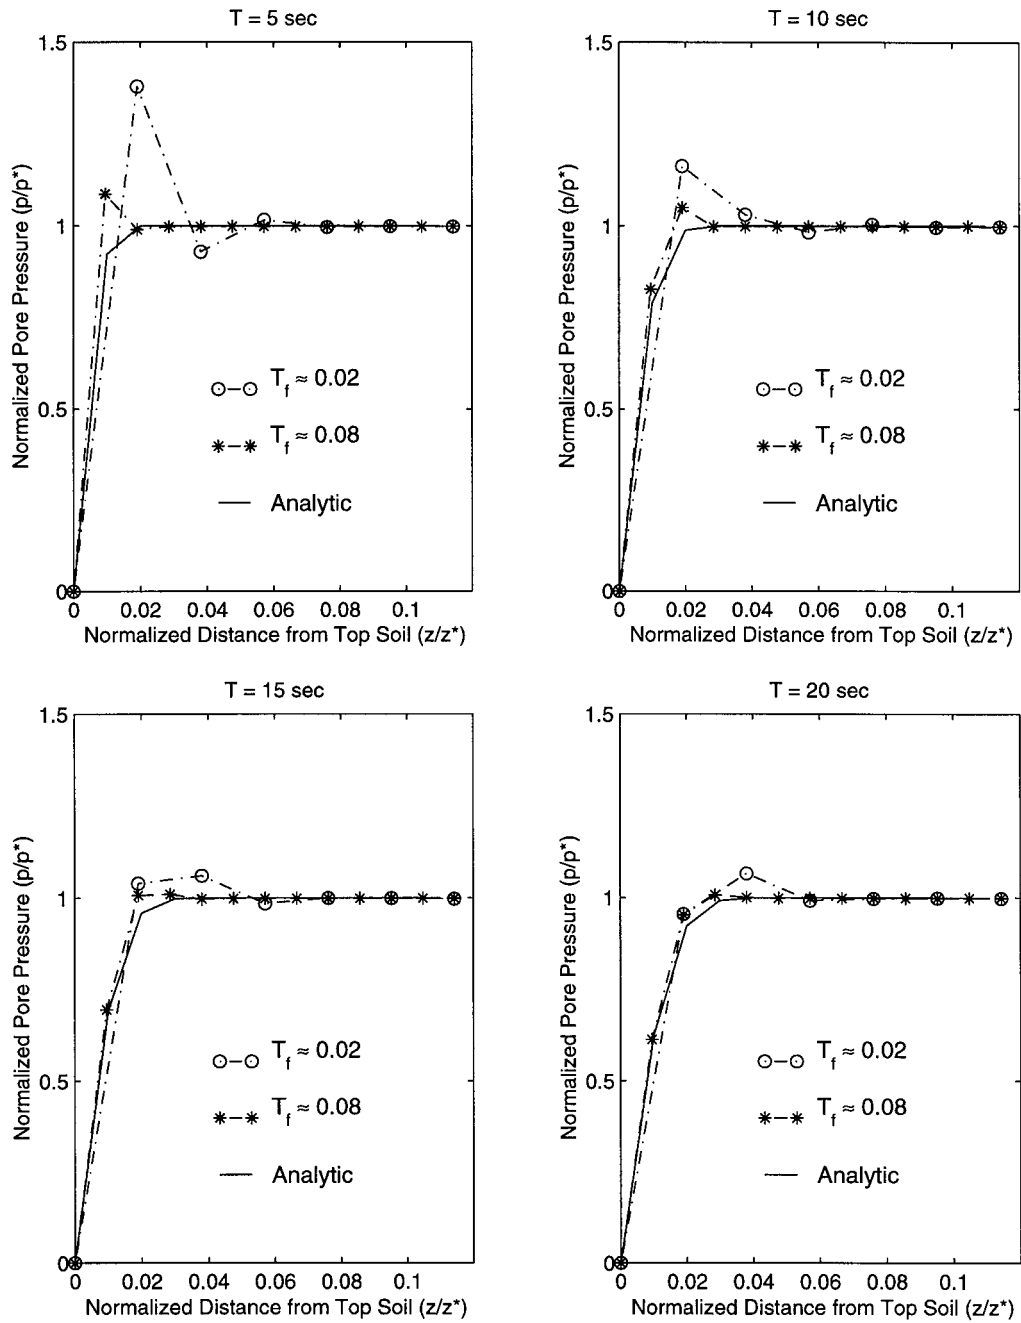 T = 5 sec
1.5
1
0.5
0
Normalized Pore Pressure (p/p*)
T_f ≈ 0.02
T_f ≈ 0.08
Analytic
0 0.02 0.04 0.06 0.08 0.1
Normalized Distance from Top Soil (z/z*)
T = 10 sec
1.5
1
0.5
0
Normalized Pore Pressure (p/p*)
T_f ≈ 0.02
T_f ≈ 0.08
Analytic
0 0.02 0.04 0.06 0.08 0.1
Normalized Distance from Top Soil (z/z*)
T = 15 sec
1.5
1
0.5
0
Normalized Pore Pressure (p/p*)
T_f ≈ 0.02
T_f ≈ 0.08
Analytic
0 0.02 0.04 0.06 0.08 0.1
Normalized Distance from Top Soil (z/z*)
T = 20 sec
1.5
1
0.5
0
Normalized Pore Pressure (p/p*)
T_f ≈ 0.02
T_f ≈ 0.08
Analytic
0 0.02 0.04 0.06 0.08 0.1
Normalized Distance from Top Soil (z/z*)